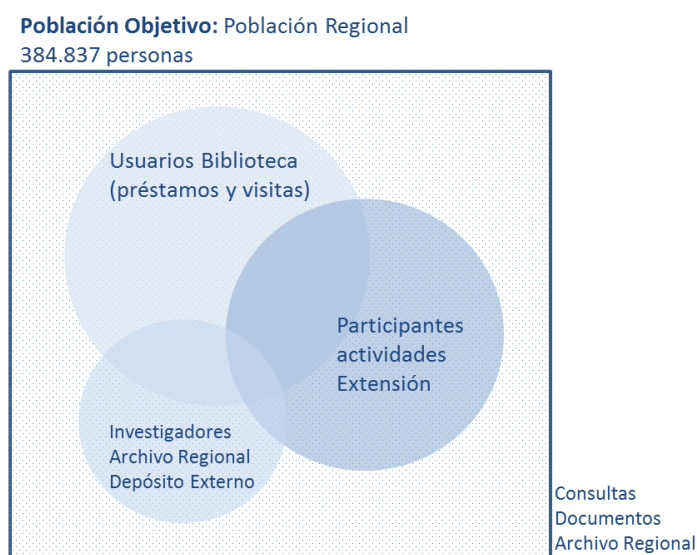 Población Objetivo: Población Regional
384.837 personas
Usuarios Biblioteca
(préstamos y visitas)
Participantes
actividades
Extensión
Investigadores
Archivo Regional
Depósito Externo
Consultas
Documentos
Archivo Regional